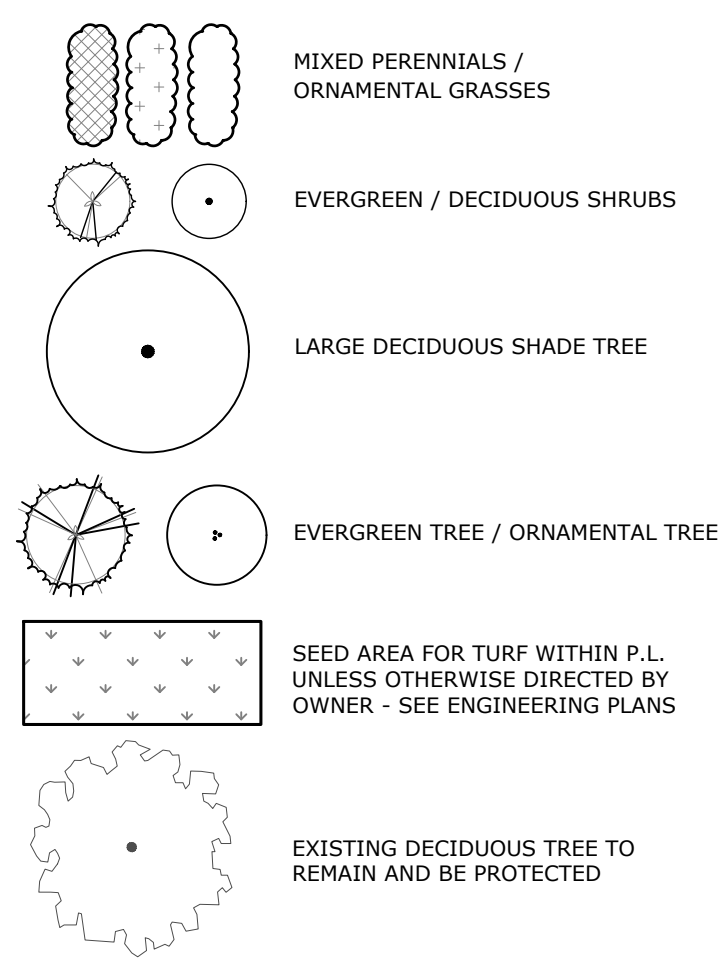 MIXED PERENNIALS /
ORNAMENTAL GRASSES
EVERGREEN / DECIDUOUS SHRUBS
LARGE DECIDUOUS SHADE TREE
EVERGREEN TREE / ORNAMENTAL TREE
SEED AREA FOR TURF WITHIN P.L.
UNLESS OTHERWISE DIRECTED BY
OWNER - SEE ENGINEERING PLANS
EXISTING DECIDUOUS TREE TO
REMAIN AND BE PROTECTED